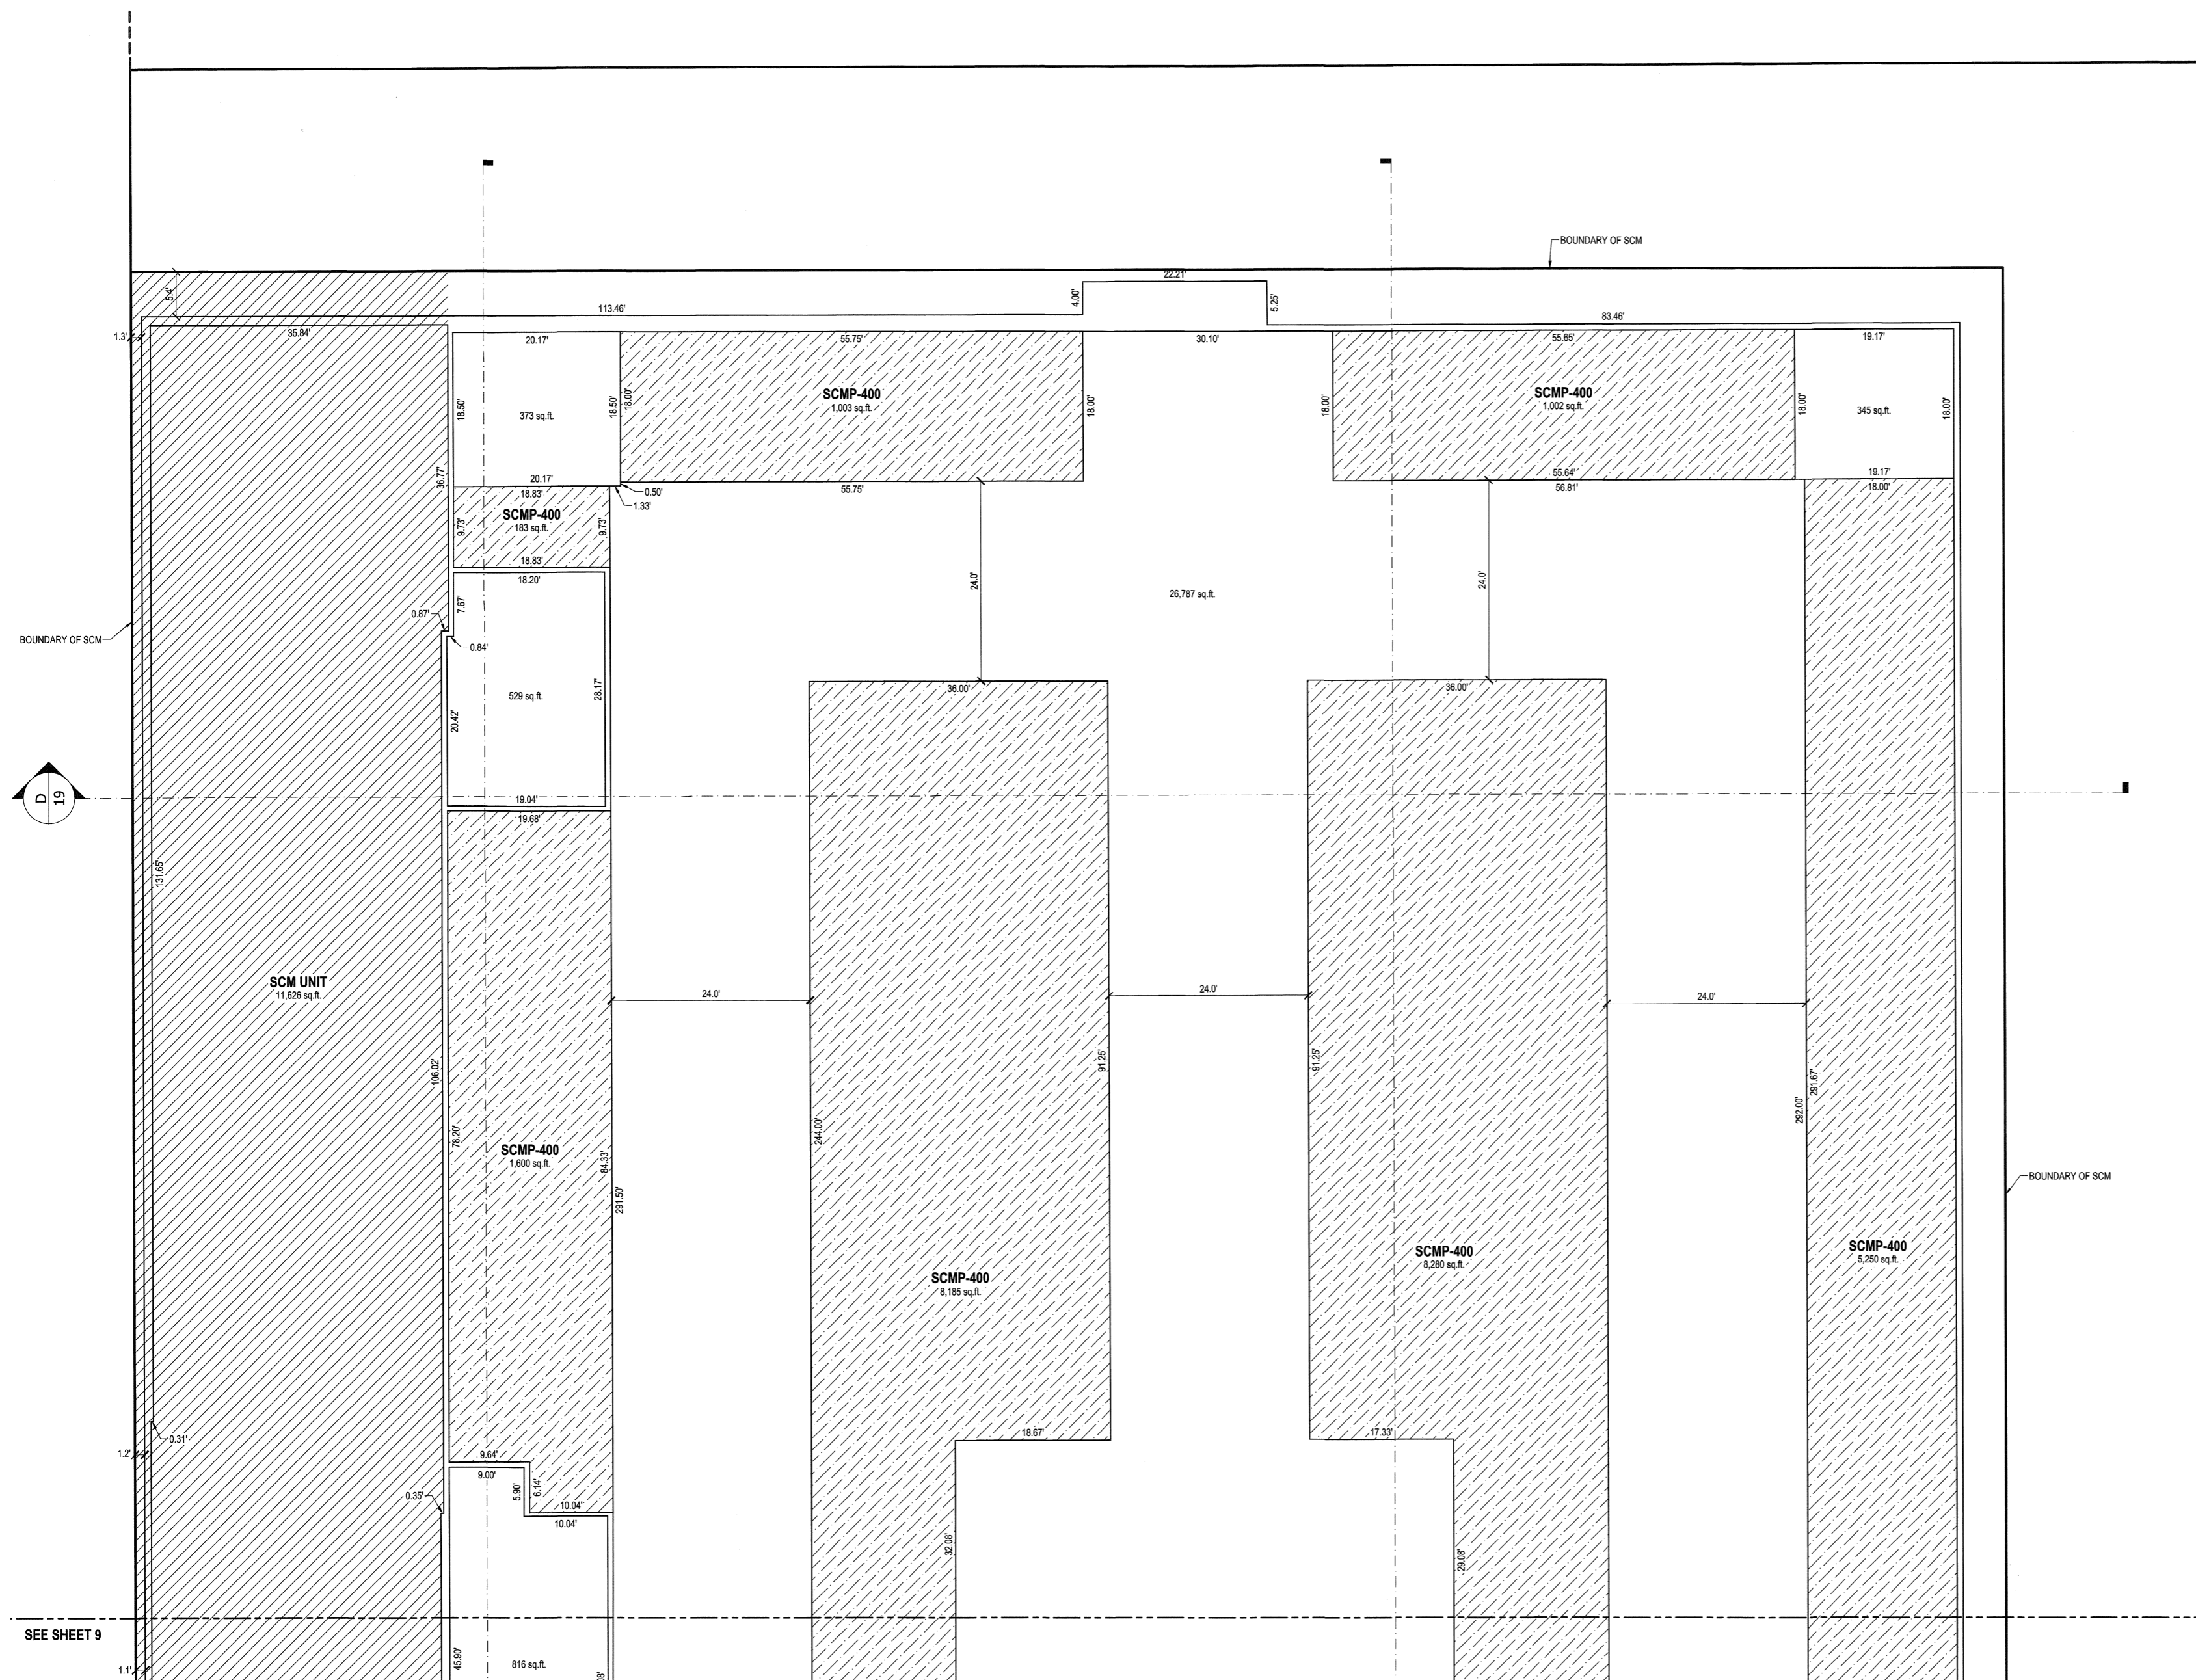 BOUNDARY OF SCM
22.21'
5.4'
113.46'
4.00'
5.25'
83.46'
1.3'
35.84'
20.17'
55.75'
30.10'
55.65'
19.17'
18.50'
373 sq.ft.
18.50'
18.00'
SCMP-400
1,003 sq.ft.
18.00'
18.00'
SCMP-400
1,002 sq.ft.
18.00'
345 sq.ft.
18.00'
36.77'
20.17'
18.83'
0.50'
1.33'
55.75'
55.64'
56.81'
19.17'
18.00'
9.73'
SCMP-400
183 sq.ft.
9.73'
18.83'
18.20'
24.0'
24.0'
26,787 sq.ft.
0.87'
7.67'
BOUNDARY OF SCM
0.84'
529 sq.ft.
28.17'
20.42'
36.00'
36.00'
D
19
19.04'
19.68'
131.65'
SCM UNIT
11,626 sq.ft.
24.0'
24.0'
24.0'
106.02'
78.20'
SCMP-400
1,600 sq.ft.
84.33'
291.50'
244.00'
91.25'
91.25'
292.00'
291.67'
BOUNDARY OF SCM
SCMP-400
8,185 sq.ft.
SCMP-400
8,280 sq.ft.
SCMP-400
5,250 sq.ft.
0.31'
1.2'
18.67'
17.33'
9.64'
9.00'
5.90'
6.14'
0.35'
10.04'
10.04'
32.08'
29.08'
SEE SHEET 9
45.90'
816 sq.ft.
1.1'